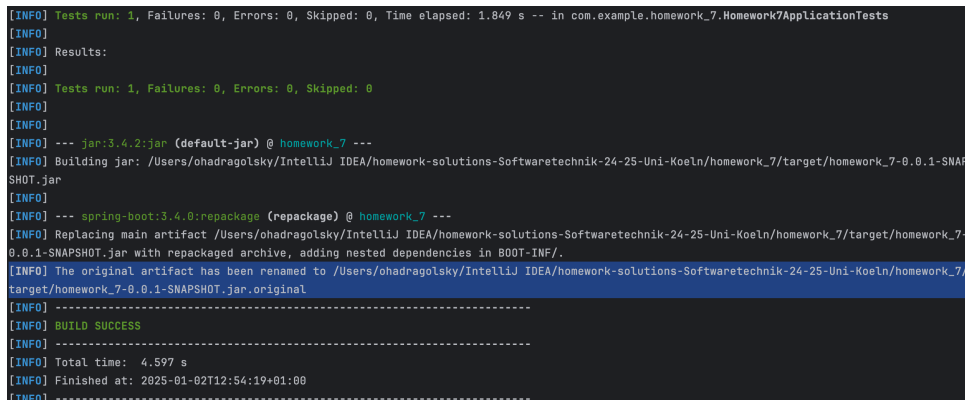 [INFO] Tests run: 1, Failures: 0, Errors: 0, Skipped: 0, Time elapsed: 1.849 s -- in com.example.homework_7.Homework7ApplicationTests
[INFO]
[INFO] Results:
[INFO]
[INFO] Tests run: 1, Failures: 0, Errors: 0, Skipped: 0
[INFO]
[INFO]
[INFO] --- jar:3.4.2:jar (default-jar) @ homework_7 ---
[INFO] Building jar: /Users/ohadragolsky/IntelliJ IDEA/homework-solutions-Softwaretechnik-24-25-Uni-Koeln/homework_7/target/homework_7-0.0.1-SNAP
SHOT.jar
[INFO]
[INFO] --- spring-boot:3.4.0:repackage (repackage) @ homework_7 ---
[INFO] Replacing main artifact /Users/ohadragolsky/IntelliJ IDEA/homework-solutions-Softwaretechnik-24-25-Uni-Koeln/homework_7/target/homework_7-
0.0.1-SNAPSHOT.jar with repackaged archive, adding nested dependencies in BOOT-INF/.
[INFO] The original artifact has been renamed to /Users/ohadragolsky/IntelliJ IDEA/homework-solutions-Softwaretechnik-24-25-Uni-Koeln/homework_7/
target/homework_7-0.0.1-SNAPSHOT.jar.original
[INFO] ------------------------------------------------------------------------
[INFO] BUILD SUCCESS
[INFO] ------------------------------------------------------------------------
[INFO] Total time:  4.597 s
[INFO] Finished at: 2025-01-02T12:54:19+01:00
[INFO] ------------------------------------------------------------------------